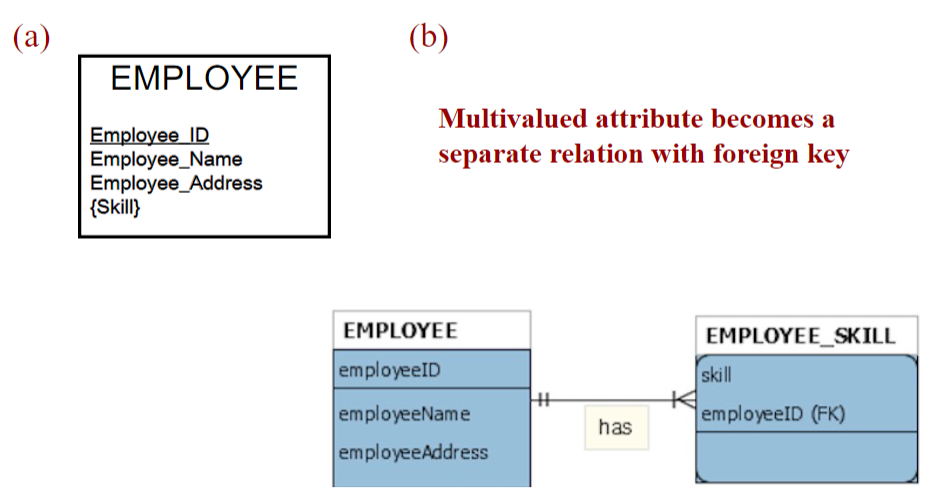 (a)
EMPLOYEE
Employee_ID
Employee_Name
Employee_Address
{Skill}
(b)
Multivalued attribute becomes a
separate relation with foreign key
EMPLOYEE
employeeID
employeeName
employeeAddress
has
EMPLOYEE_SKILL
skill
employeeID (FK)